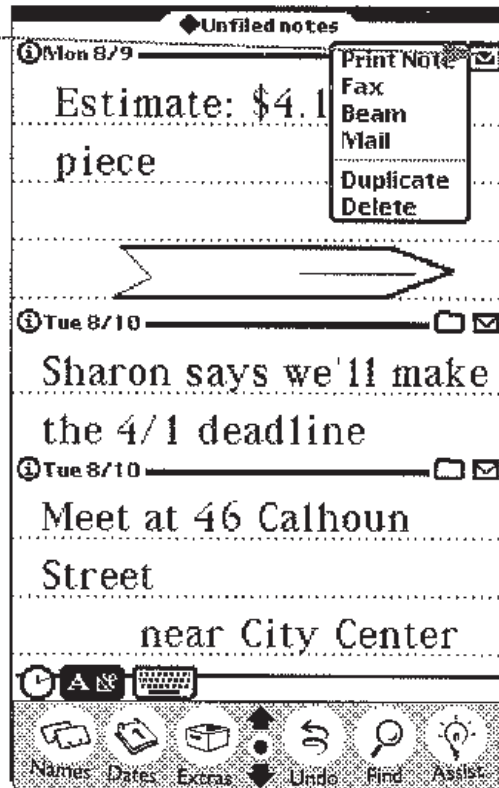 Unfiled notes
Mon 8/9
Print Note
Fax
Beam
Mail
Duplicate
Delete
Estimate: $4.1
piece
Tue 8/10
Sharon says we'll make
the 4/1 deadline
Tue 8/10
Meet at 46 Calhoun
Street
near City Center
A
Names Dates Extras Undo Find Assist